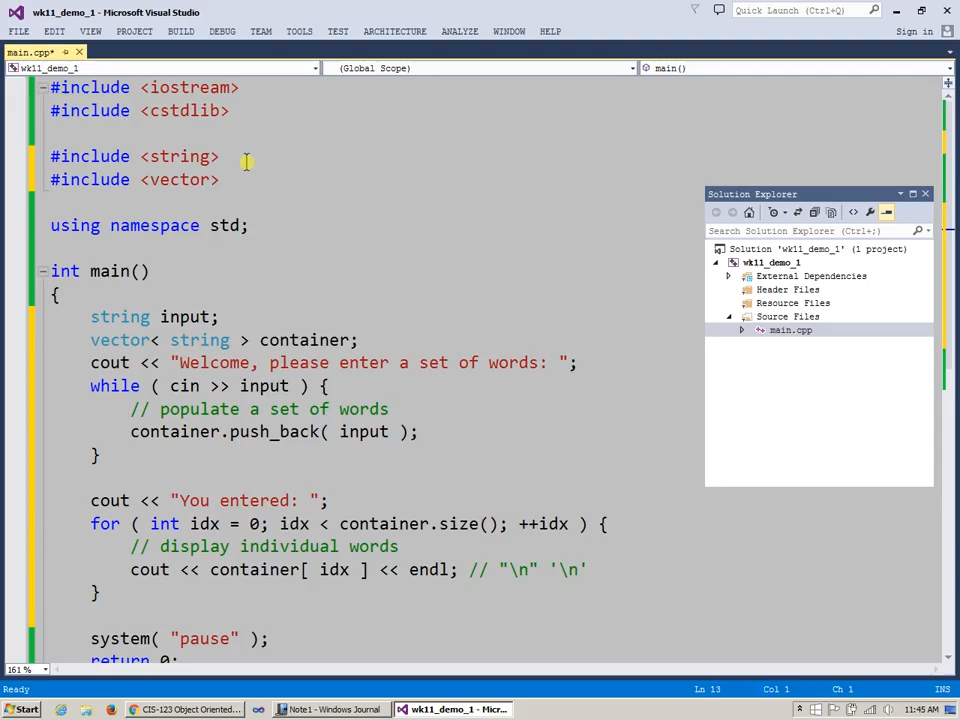 wk11_demo_1 - Microsoft Visual Studio
Quick Launch (Ctrl+Q)
FILE EDIT VIEW PROJECT BUILD DEBUG TEAM TOOLS TEST ARCHITECTURE ANALYZE WINDOW HELP
Sign in
main.cpp*
wk11_demo_1 (Global Scope) main()
#include <iostream>
#include <cstdlib>
#include <string>
#include <vector>
using namespace std;
int main()
{
string input;
vector< string > container;
cout << "Welcome, please enter a set of words: ";
while ( cin >> input ) {
// populate a set of words
container.push_back( input );
}
cout << "You entered: ";
for ( int idx = 0; idx < container.size(); ++idx ) {
// display individual words
cout << container[ idx ] << endl; // "\n" '\n'
}
system( "pause" );
return 0;
Solution Explorer
Search Solution Explorer (Ctrl+;)
Solution 'wk11_demo_1' (1 project)
wk11_demo_1
External Dependencies
Header Files
Resource Files
Source Files
main.cpp
161 %
Ready Ln 13 Col 1 Ch 1 INS
Start CIS-123 Object Oriented... Note1 - Windows Journal wk11_demo_1 - Micr... 11:45 AM